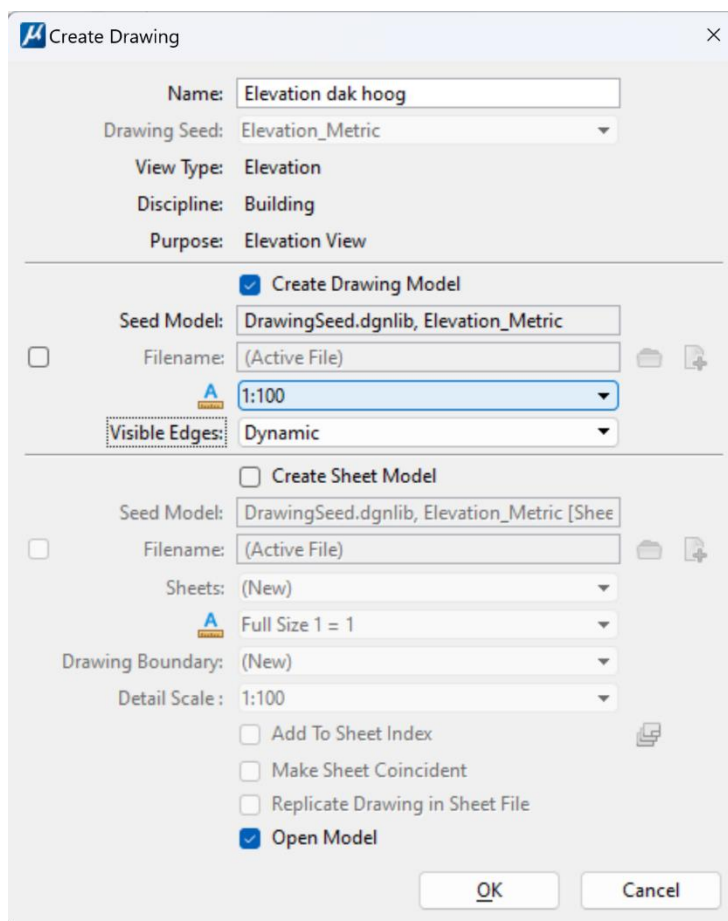 Create Drawing
Name: Elevation dak hoog
Drawing Seed: Elevation_Metric
View Type: Elevation
Discipline: Building
Purpose: Elevation View
Create Drawing Model
Seed Model: DrawingSeed.dgnlib, Elevation_Metric
Filename: (Active File)
1:100
Visible Edges: Dynamic
Create Sheet Model
Seed Model: DrawingSeed.dgnlib, Elevation_Metric [Shee
Filename: (Active File)
Sheets: (New)
Full Size 1 = 1
Drawing Boundary: (New)
Detail Scale : 1:100
Add To Sheet Index
Make Sheet Coincident
Replicate Drawing in Sheet File
Open Model
OK Cancel